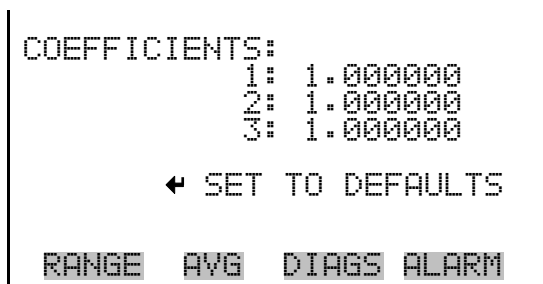 COEFFICIENTS:
1: 1.000000
2: 1.000000
3: 1.000000
↵ SET TO DEFAULTS
RANGE AVG DIAGS ALARM